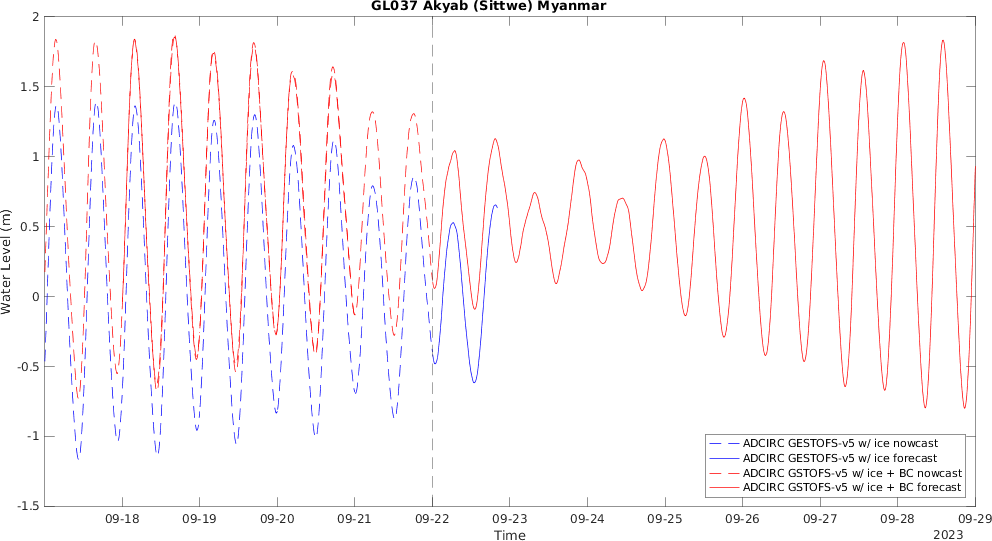 GL037 Akyab (Sittwe) Myanmar
2
1.5
1
0.5
0
-0.5
-1
-1.5
Water Level (m)
ADCIRC GESTOFS-v5 w/ ice nowcast
ADCIRC GESTOFS-v5 w/ ice forecast
ADCIRC GSTOFS-v5 w/ ice + BC nowcast
ADCIRC GSTOFS-v5 w/ ice + BC forecast
09-18 09-19 09-20 09-21 09-22 09-23 09-24 09-25 09-26 09-27 09-28 09-29
Time
2023